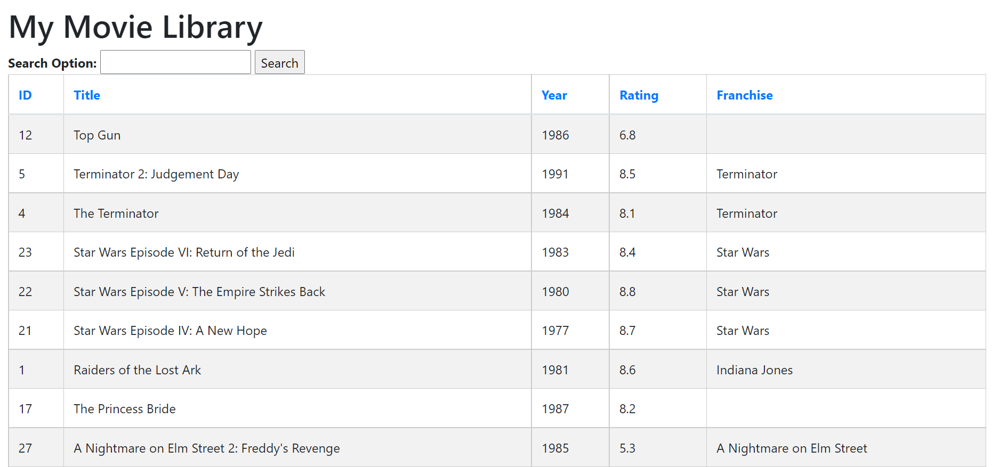 My Movie Library
Search Option: Search
ID Title Year Rating Franchise
12 Top Gun 1986 6.8
5 Terminator 2: Judgement Day 1991 8.5 Terminator
4 The Terminator 1984 8.1 Terminator
23 Star Wars Episode VI: Return of the Jedi 1983 8.4 Star Wars
22 Star Wars Episode V: The Empire Strikes Back 1980 8.8 Star Wars
21 Star Wars Episode IV: A New Hope 1977 8.7 Star Wars
1 Raiders of the Lost Ark 1981 8.6 Indiana Jones
17 The Princess Bride 1987 8.2
27 A Nightmare on Elm Street 2: Freddy's Revenge 1985 5.3 A Nightmare on Elm Street